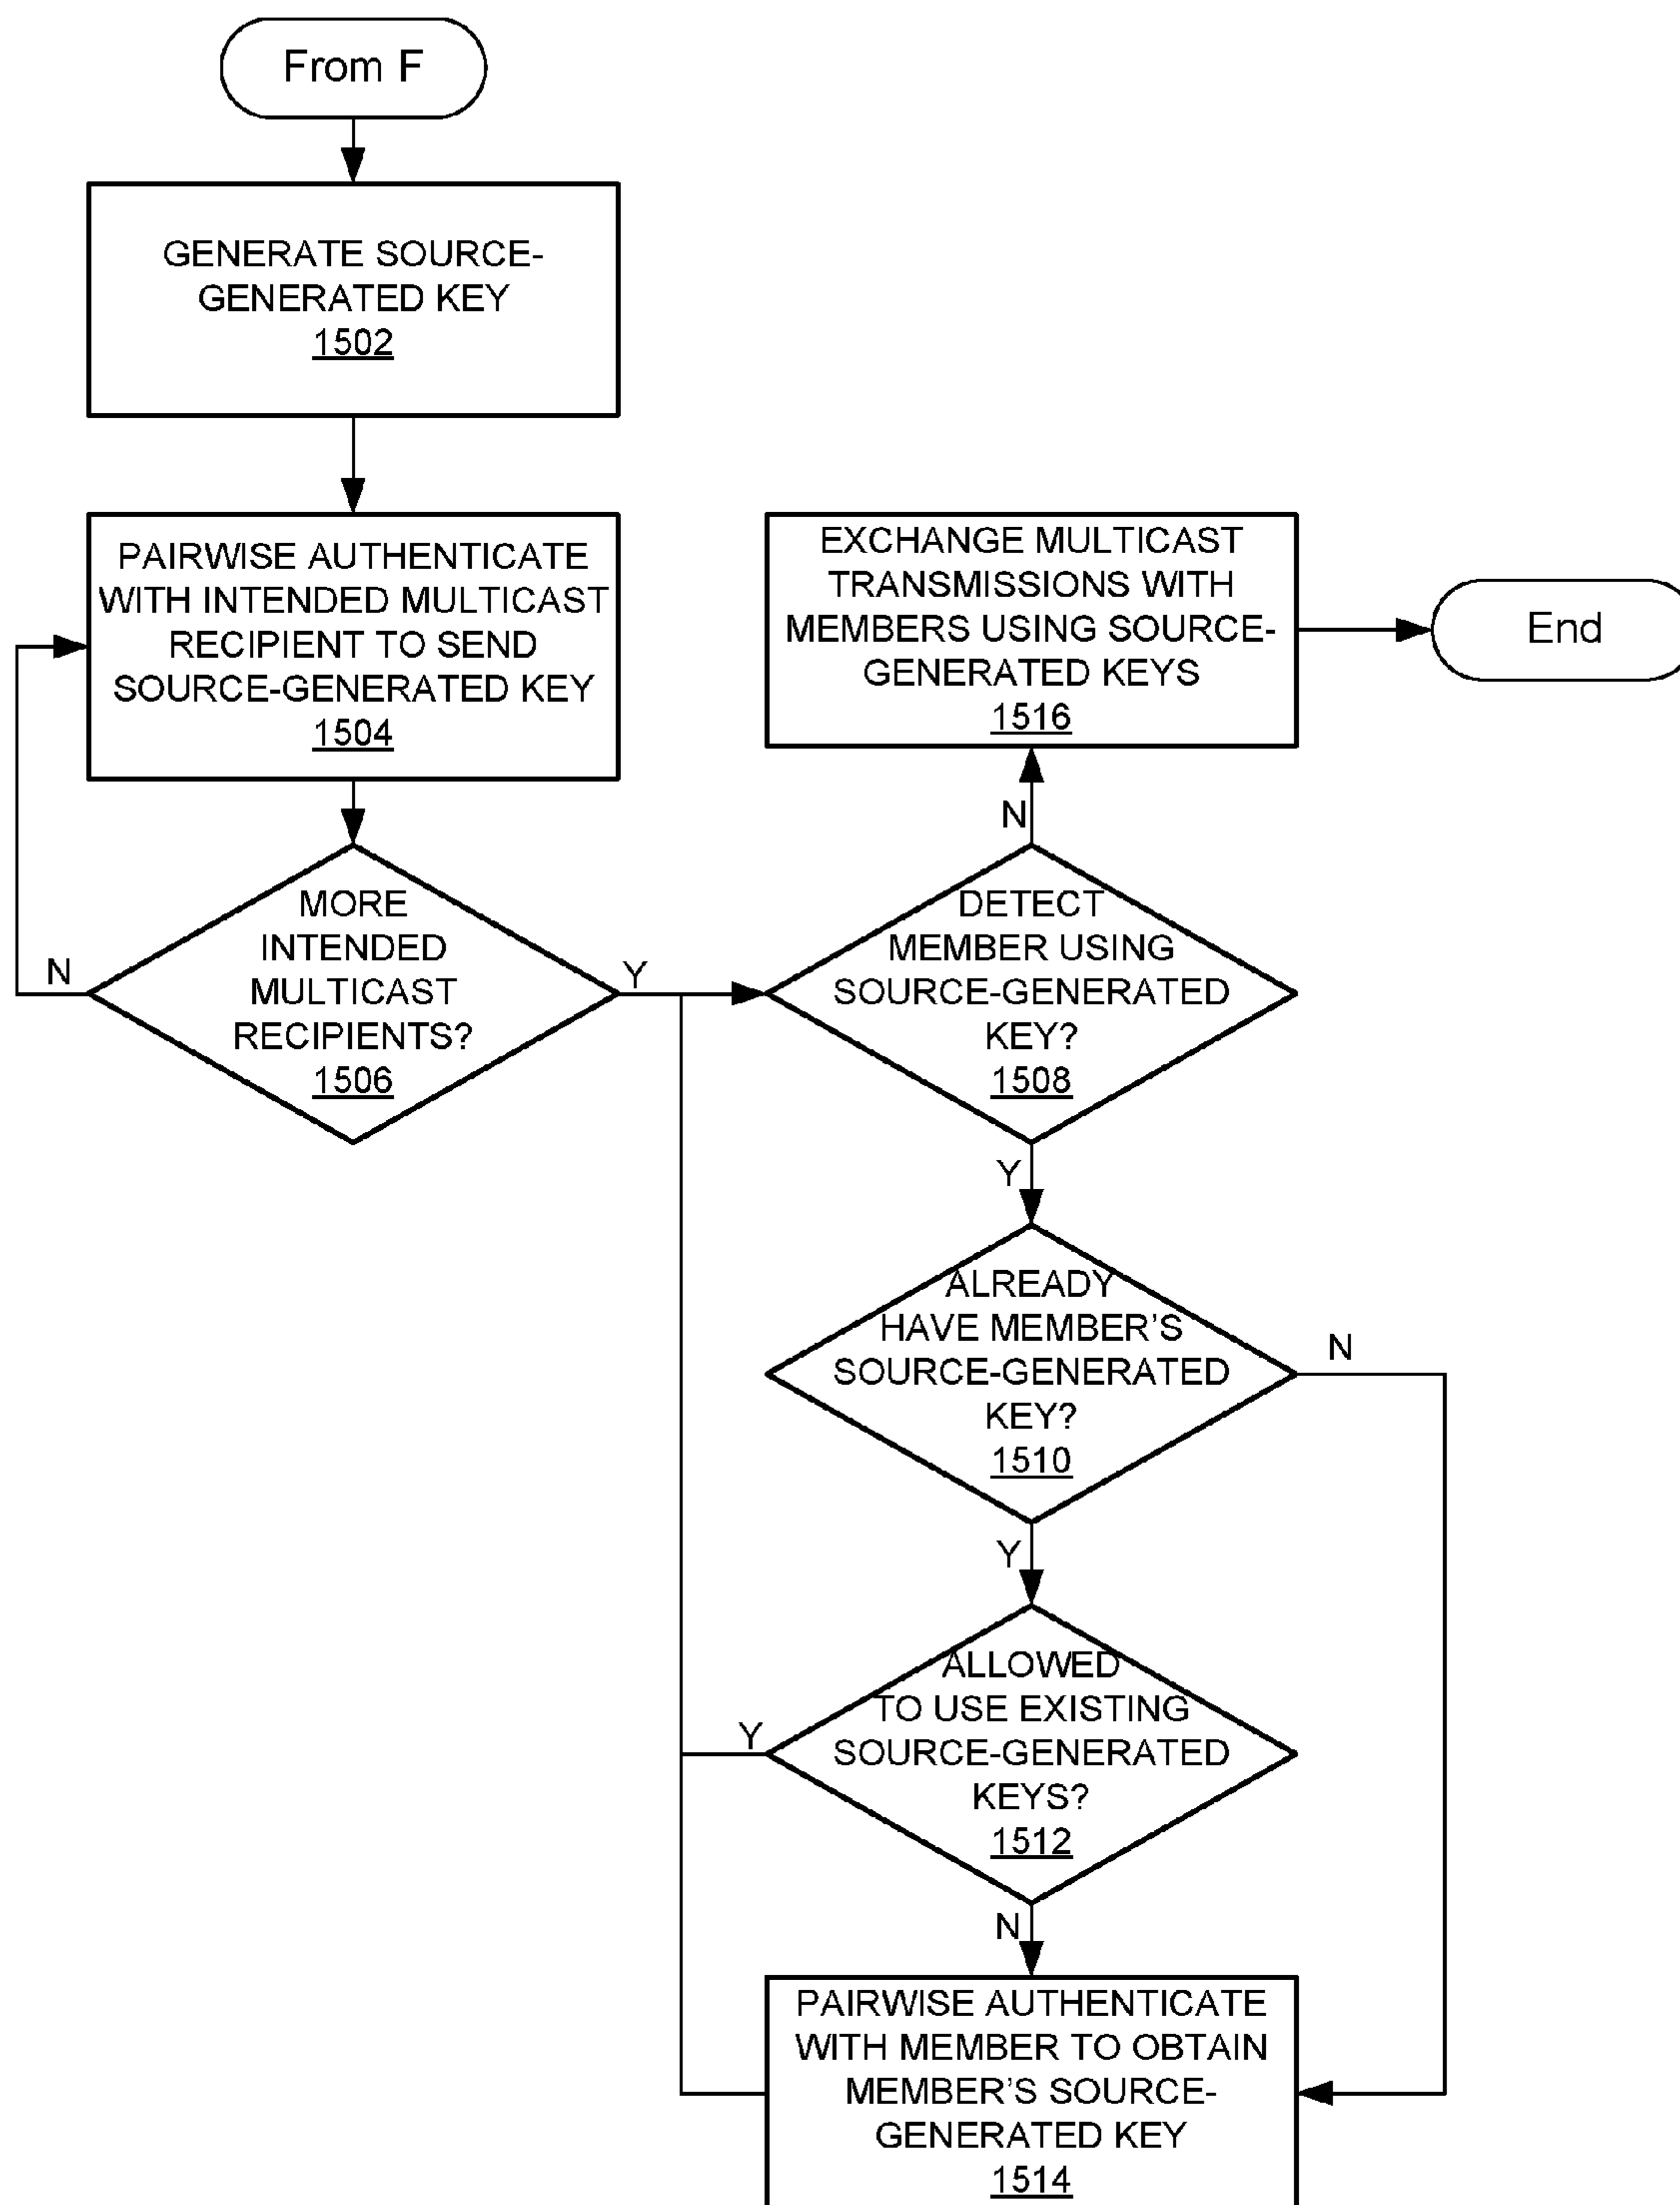 From F
GENERATE SOURCE-
GENERATED KEY
1502
PAIRWISE AUTHENTICATE
WITH INTENDED MULTICAST
RECIPIENT TO SEND
SOURCE-GENERATED KEY
1504
MORE
INTENDED
MULTICAST
RECIPIENTS?
1506
N
Y
EXCHANGE MULTICAST
TRANSMISSIONS WITH
MEMBERS USING SOURCE-
GENERATED KEYS
1516
End
N
DETECT
MEMBER USING
SOURCE-GENERATED
KEY?
1508
Y
ALREADY
HAVE MEMBER'S
SOURCE-GENERATED
KEY?
1510
N
Y
ALLOWED
TO USE EXISTING
SOURCE-GENERATED
KEYS?
1512
Y
N
PAIRWISE AUTHENTICATE
WITH MEMBER TO OBTAIN
MEMBER'S SOURCE-
GENERATED KEY
1514